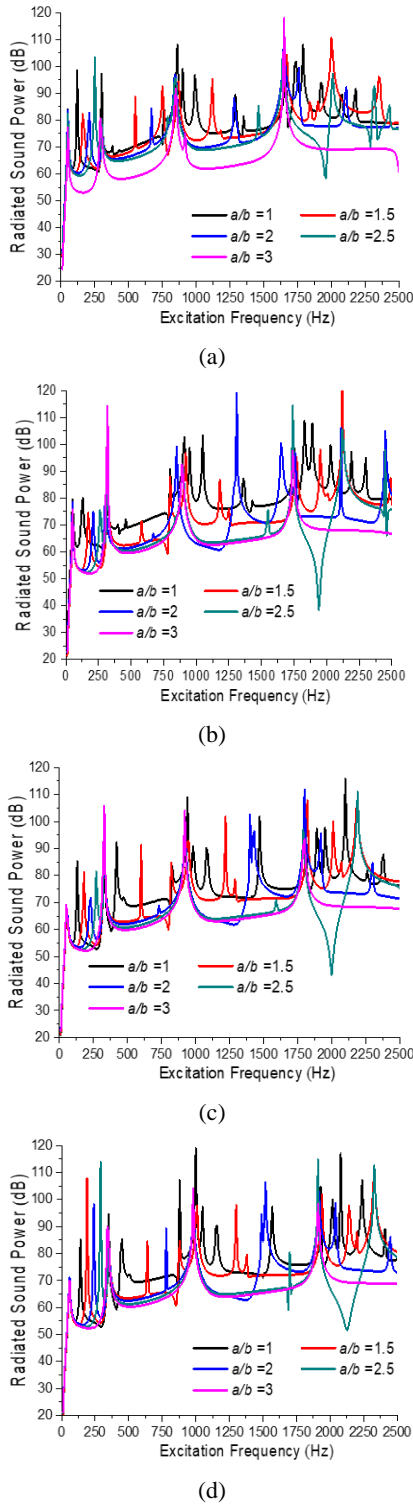 Radiated Sound Power (dB)
120
110
100
90
80
70
60
50
40
30
20
a/b =1 a/b =1.5
a/b =2 a/b =2.5
a/b =3
0 250 500 750 1000 1250 1500 1750 2000 2250 2500
Excitation Frequency (Hz)
(a)
Radiated Sound Power (dB)
120
110
100
90
80
70
60
50
40
30
20
a/b =1 a/b =1.5
a/b =2 a/b =2.5
a/b =3
0 250 500 750 1000 1250 1500 1750 2000 2250 2500
Excitation Frequency (Hz)
(b)
Radiated Sound Power (dB)
120
110
100
90
80
70
60
50
40
30
20
a/b =1 a/b =1.5
a/b =2 a/b =2.5
a/b =3
0 250 500 750 1000 1250 1500 1750 2000 2250 2500
Excitation Frequency (Hz)
(c)
Radiated Sound Power (dB)
120
110
100
90
80
70
60
50
40
30
20
a/b =1 a/b =1.5
a/b =2 a/b =2.5
a/b =3
0 250 500 750 1000 1250 1500 1750 2000 2250 2500
Excitation Frequency (Hz)
(d)